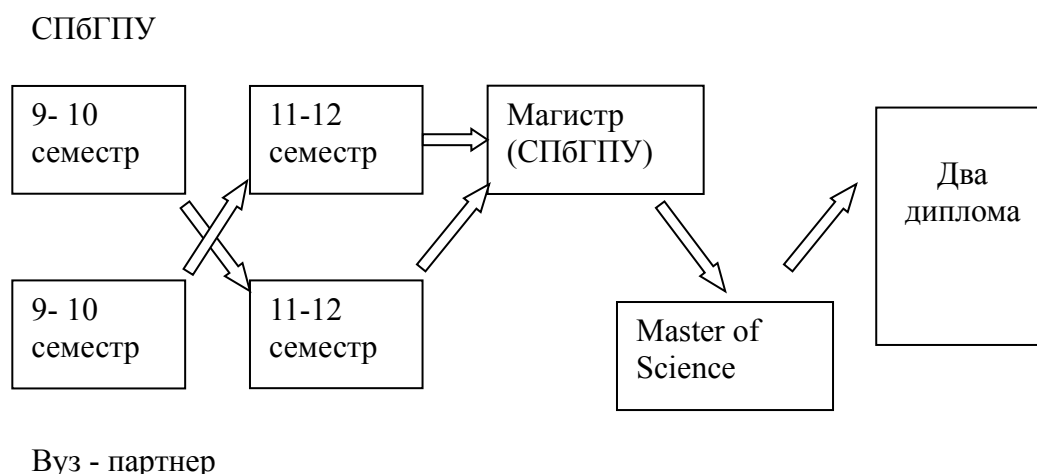 СПбГПУ
9- 10
семестр
11-12
семестр
Магистр
(СПбГПУ)
Два
диплома
9- 10
семестр
11-12
семестр
Master of
Science
Вуз - партнер